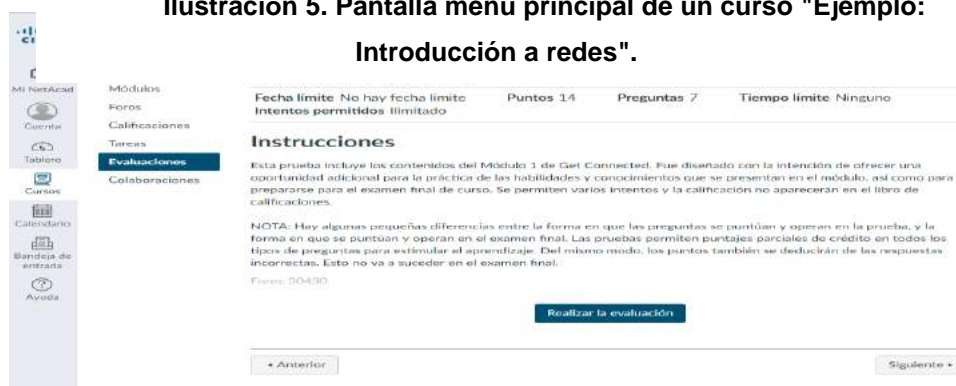 Ilustración 5. Pantalla menú principal de un curso "Ejemplo:
Introducción a redes".
Mi NetAcad
Cuenta
Tablero
Cursos
Calendario
Bandeja de
entrada
Ayuda
Módulos
Foros
Calificaciones
Tareas
Evaluaciones
Colaboraciones
Fecha límite No hay fecha límite Puntos 14 Preguntas 7 Tiempo límite Ninguno
Intentos permitidos Ilimitado
Instrucciones
Esta prueba incluye los contenidos del Módulo 1 de Get Connected. Fue diseñado con la intención de ofrecer una
oportunidad adicional para la práctica de las habilidades y conocimientos que se presentan en el módulo, así como para
prepararse para el examen final de curso. Se permiten varios intentos y la calificación no aparecerán en el libro de
calificaciones.
NOTA: Hay algunas pequeñas diferencias entre la forma en que las preguntas se puntúan y operan en la prueba, y la
forma en que se puntúan y operan en el examen final. Las pruebas permiten puntajes parciales de crédito en todos los
tipos de preguntas para estimular el aprendizaje. Del mismo modo, los puntos también se deducirán de las respuestas
incorrectas. Esto no va a suceder en el examen final.
Realizar la evaluación
◂ Anterior
Siguiente ▸